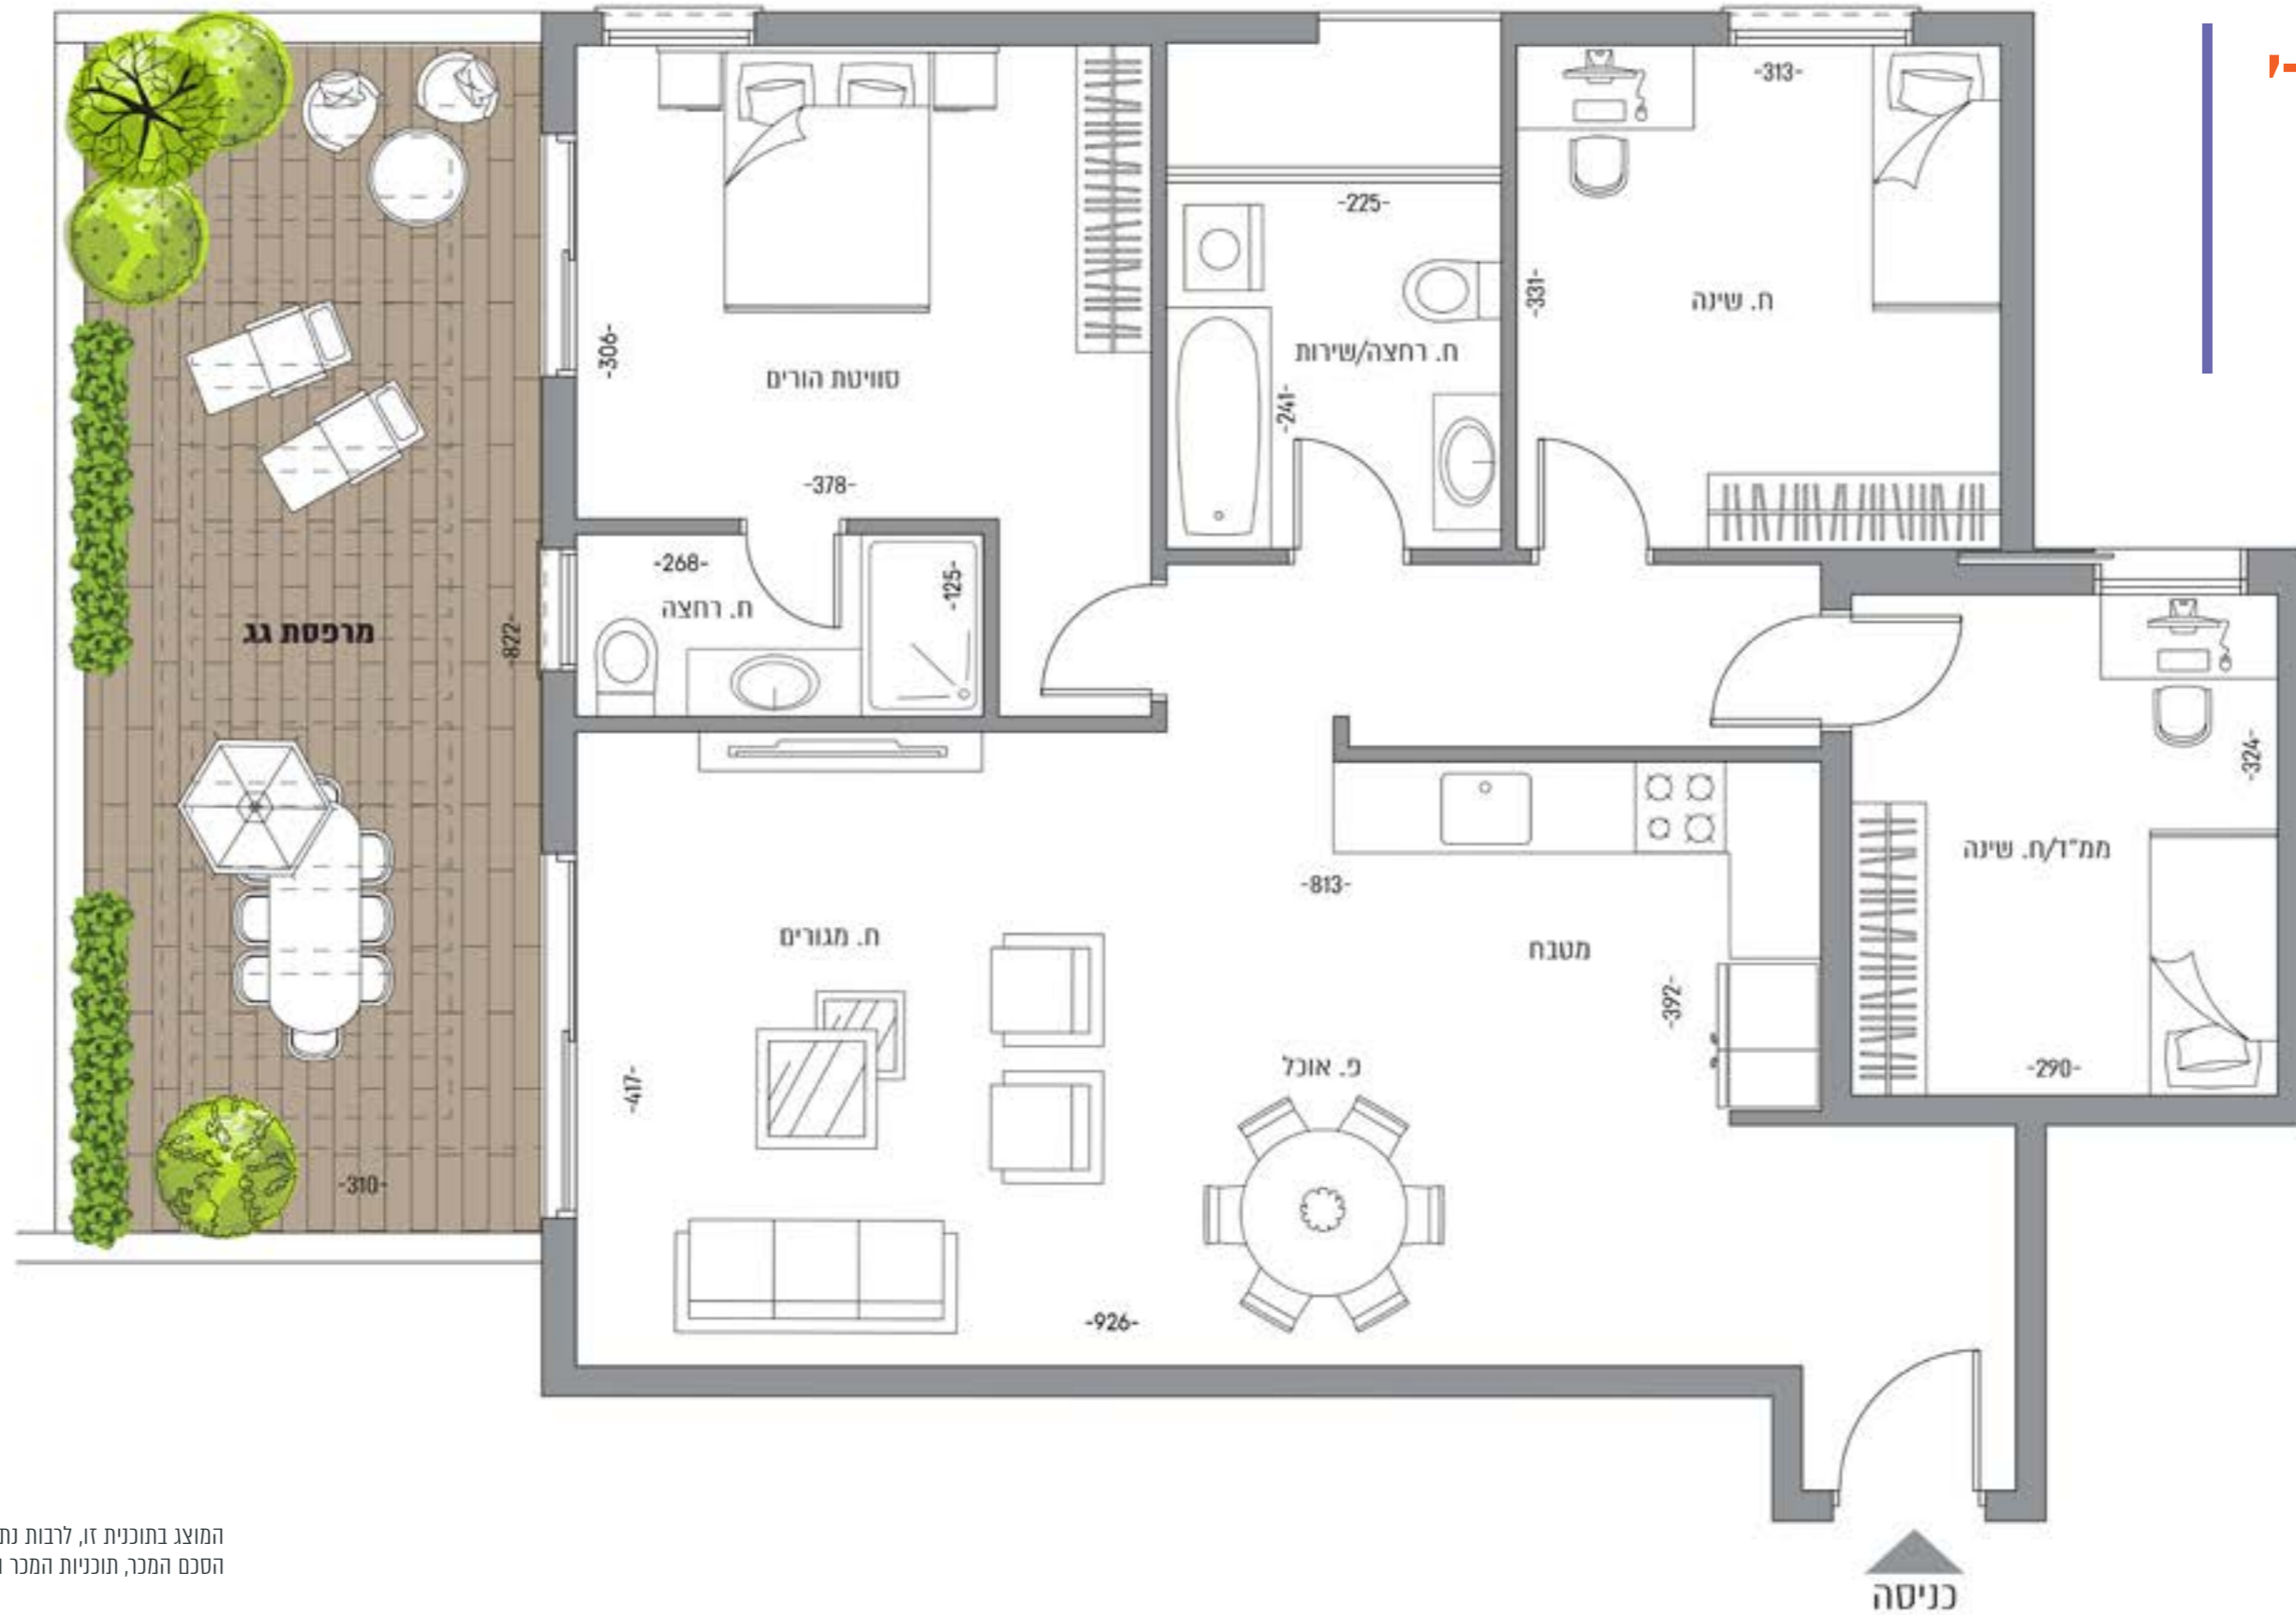 -313-
-225-
-331-
ח. שינה
-306-
ח. רחצה/שירות
סוויטת הורים
-241-
-378-
-268-
-125-
ח. רחצה
מרפסת גג
-822-
-324-
ממ"ד/ח. שינה
-813-
ח. מגורים
מטבח
-392-
פ. אוכל
-417-
-290-
-310-
-926-
המוצג בתוכנית זו, לרבות
הסכם המכר, תוכניות המכר
כניסה